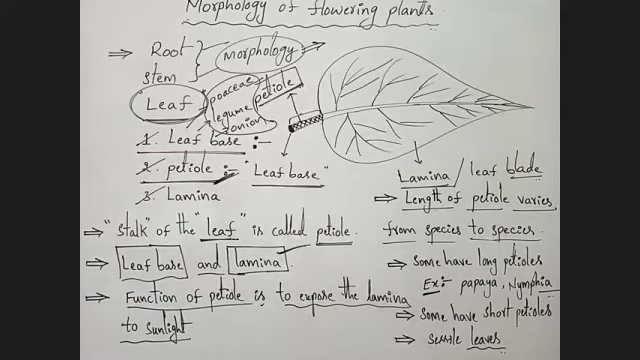 Morphology of flowering plants.
⇒ Root
stem
morphology ⇒
"Leaf"
poaceae
legume
onion
petiole
1. Leaf base :-
2. petiole :-
3. Lamina
"Leaf base"
Lamina / leaf blade
⇒ "Stalk" of the "leaf" is called petiole.
⇒ Leaf base and lamina
⇒ Function of petiole is to expose the lamina
to sunlight
⇒ Length of petiole varies
from species to species.
⇒ Some have long petioles
Ex:- papaya, Nymphia
⇒ Some have short petioles
⇒ sessile leaves